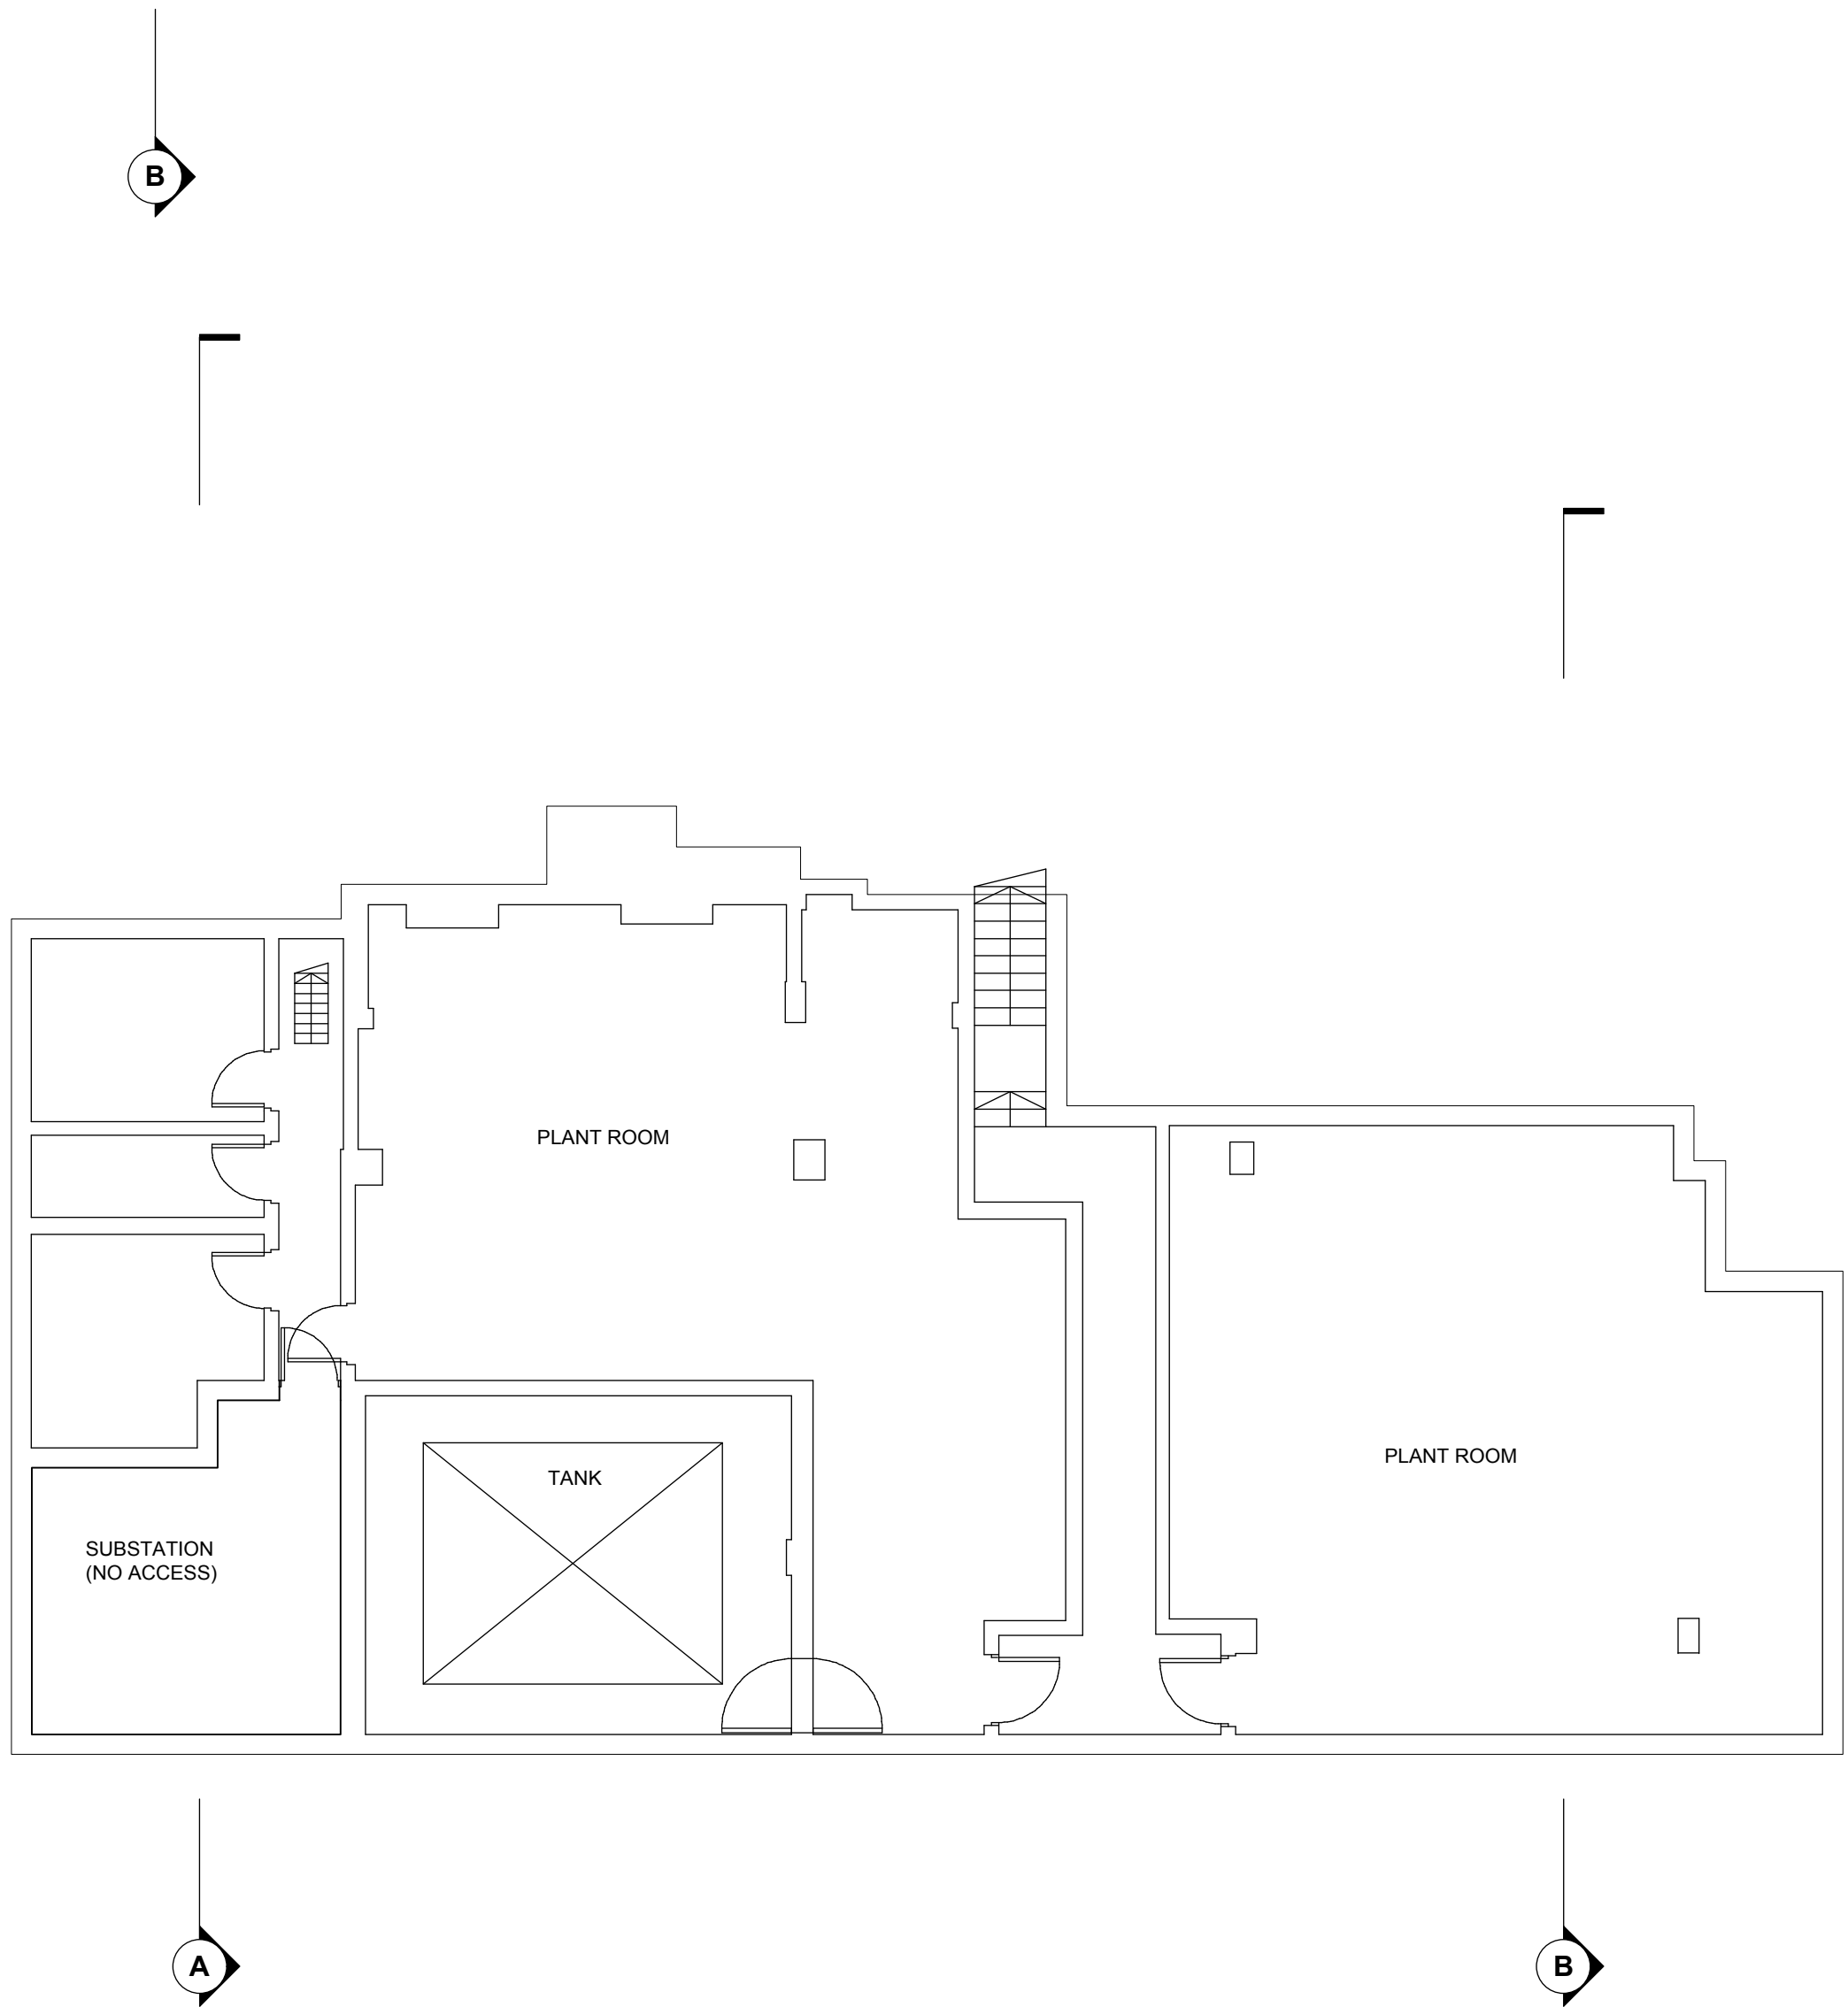 B
PLANT ROOM
PLANT ROOM
TANK
SUBSTATION
(NO ACCESS)
A
B